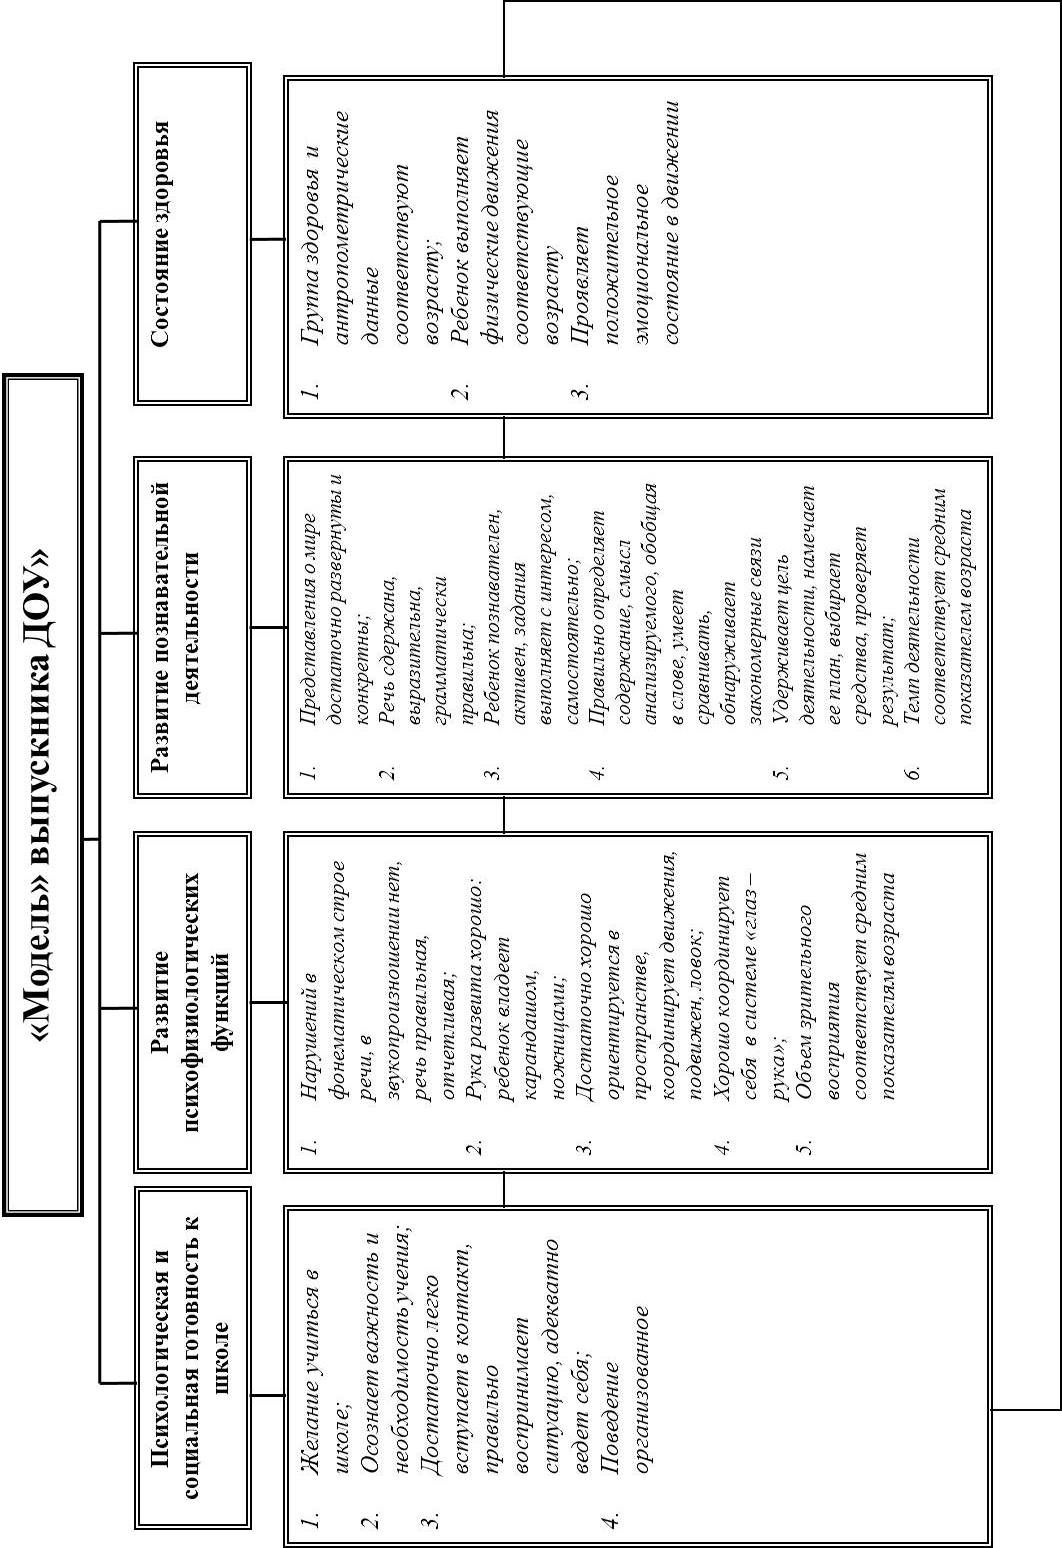 «Модель» выпускника ДОУ»
Психологическая и
социальная готовность к
школе
1. Желание учиться в
школе;
2. Осознает важность и
необходимость учения;
3. Достаточно легко
вступает в контакт,
правильно
воспринимает
ситуацию, адекватно
ведет себя;
4. Поведение
организованное
Развитие
психофизиологических
функций
1. Нарушений в
фонематическом строе
речи, в
звукопроизношении нет,
речь правильная,
отчетливая;
2. Рука развита хорошо:
ребенок владеет
карандашом,
ножницами;
3. Достаточно хорошо
ориентируется в
пространстве,
координирует движения,
подвижен, ловок;
4. Хорошо координирует
себя в системе «глаз –
рука»;
5. Объем зрительного
восприятия
соответствует средним
показателям возраста
Развитие познавательной
деятельности
1. Представления о мире
достаточно развернуты и
конкретны;
2. Речь сдержана,
выразительна,
грамматически
правильна;
3. Ребенок познавателен,
активен, задания
выполняет с интересом,
самостоятельно;
4. Правильно определяет
содержание, смысл
анализируемого, обобщая
в слове, умеет
сравнивать,
обнаруживает
закономерные связи
5. Удерживает цель
деятельности, намечает
ее план, выбирает
средства, проверяет
результат;
6. Темп деятельности
соответствует средним
показателем возраста
Состояние здоровья
1. Группа здоровья и
антропометрические
данные
соответствуют
возрасту;
2. Ребенок выполняет
физические движения
соответствующие
возрасту
3. Проявляет
положительное
эмоциональное
состояние в движении